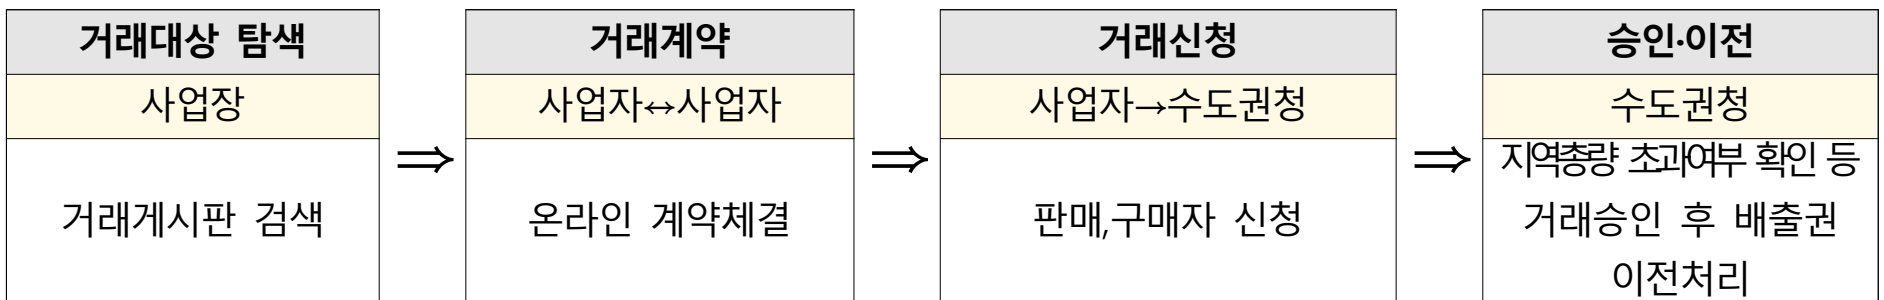 거래대상 탐색
사업장
거래게시판 검색
⇒
거래계약
사업자↔사업자
온라인 계약체결
⇒
거래신청
사업자→수도권청
판매,구매자 신청
⇒
승인·이전
수도권청
지역총량 초과여부 확인 등
거래승인 후 배출권
이전처리